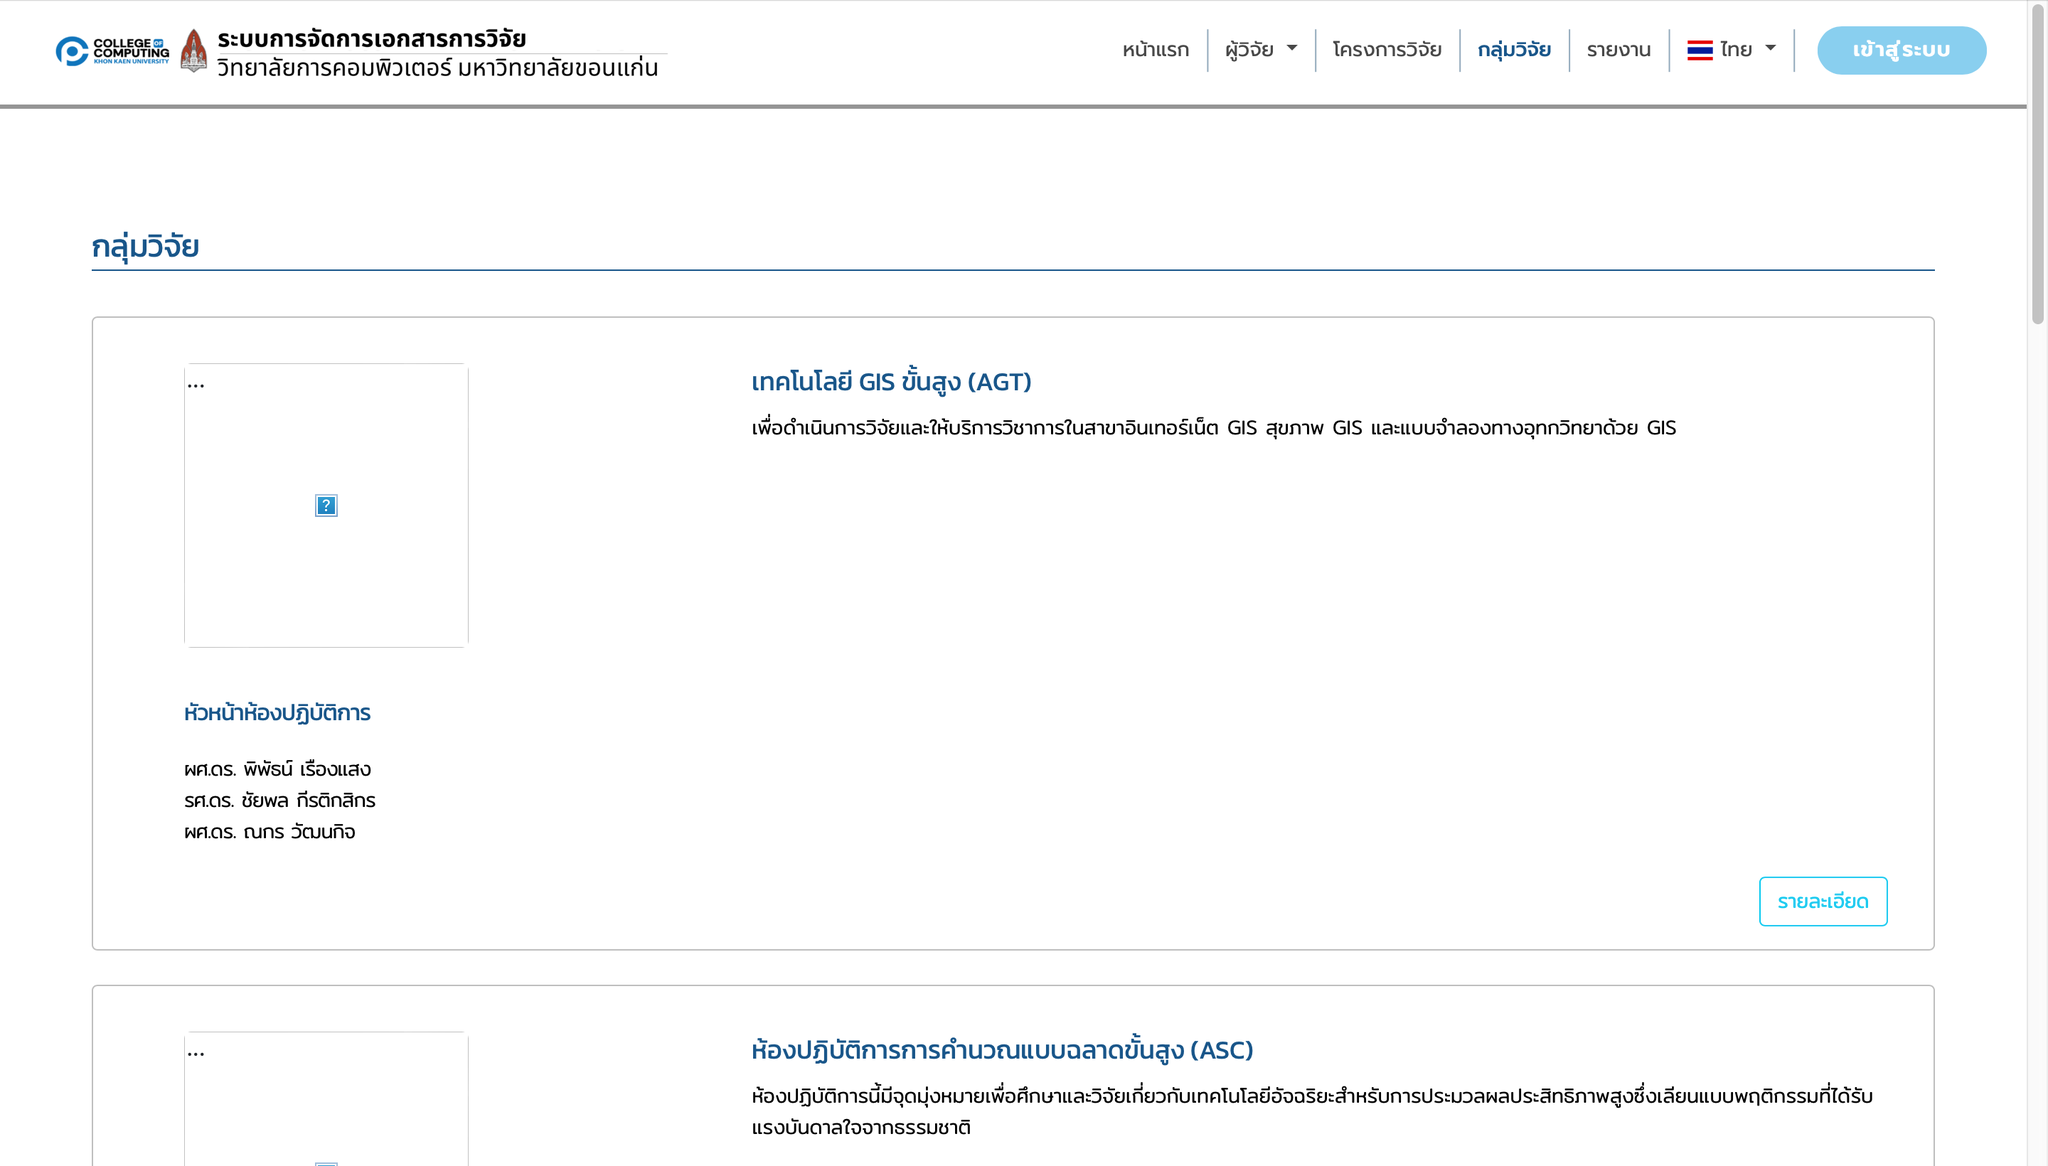 COLLEGE OF
COMPUTING
KHON KAEN UNIVERSITY
ระบบการจัดการเอกสารการวิจัย
วิทยาลัยการคอมพิวเตอร์ มหาวิทยาลัยขอนแก่น
หน้าแรก ผู้วิจัย โครงการวิจัย กลุ่มวิจัย รายงาน ไทย เข้าสู่ระบบ
กลุ่มวิจัย
...
?
เทคโนโลยี GIS ขั้นสูง (AGT)
เพื่อดำเนินการวิจัยและให้บริการวิชาการในสาขาอินเทอร์เน็ต GIS สุขภาพ GIS และแบบจำลองทางอุทกวิทยาด้วย GIS
หัวหน้าห้องปฏิบัติการ
ผศ.ดร. พิพัธน์ เรืองแสง
รศ.ดร. ชัยพล กีรติกสิกร
ผศ.ดร. ณกร วัฒนกิจ
รายละเอียด
...
ห้องปฏิบัติการการคำนวณแบบฉลาดขั้นสูง (ASC)
ห้องปฏิบัติการนี้มีจุดมุ่งหมายเพื่อศึกษาและวิจัยเกี่ยวกับเทคโนโลยีอัจฉริยะสำหรับการประมวลผลประสิทธิภาพสูงซึ่งเลียนแบบพฤติกรรมที่ได้รับ
แรงบันดาลใจจากธรรมชาติ